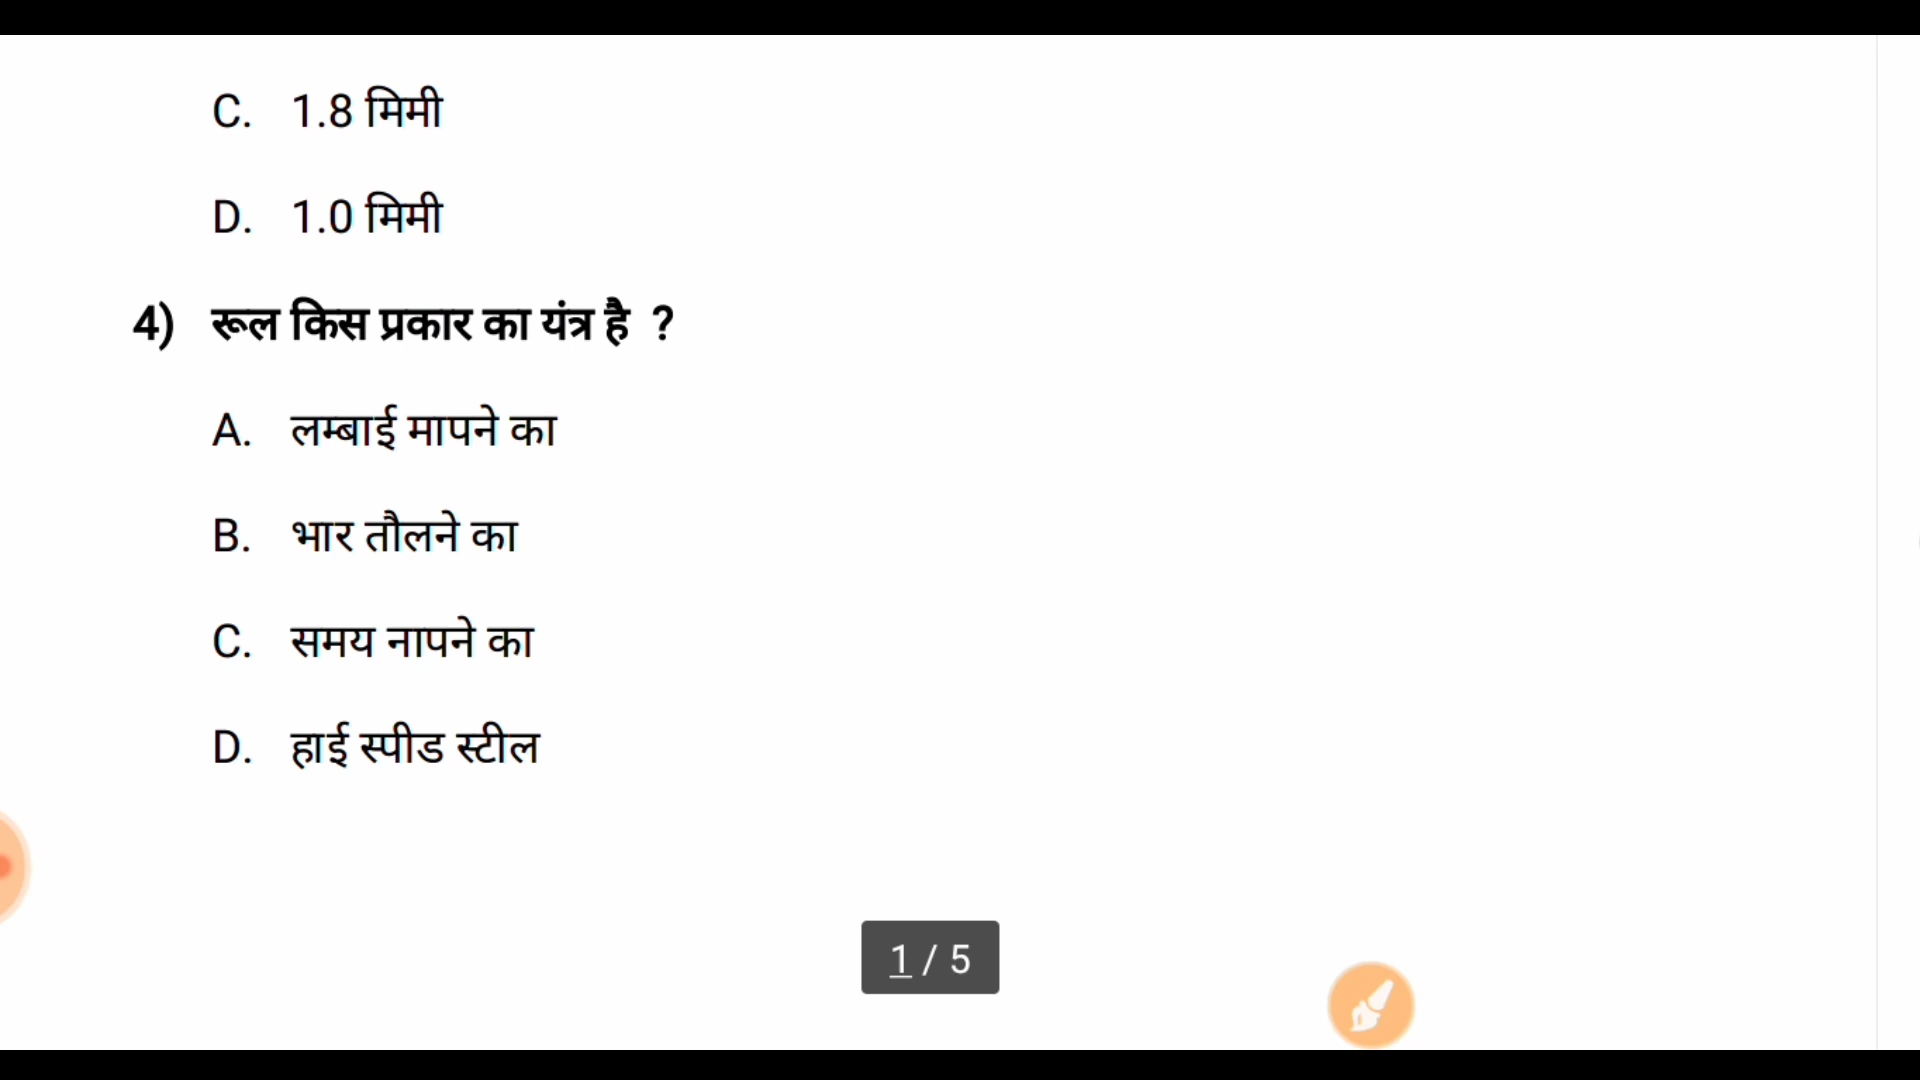 C. 1.8 मिमी
D. 1.0 मिमी
4) रूल किस प्रकार का यंत्र है ?
A. लम्बाई मापने का
B. भार तौलने का
C. समय नापने का
D. हाई स्पीड स्टील
1 / 5